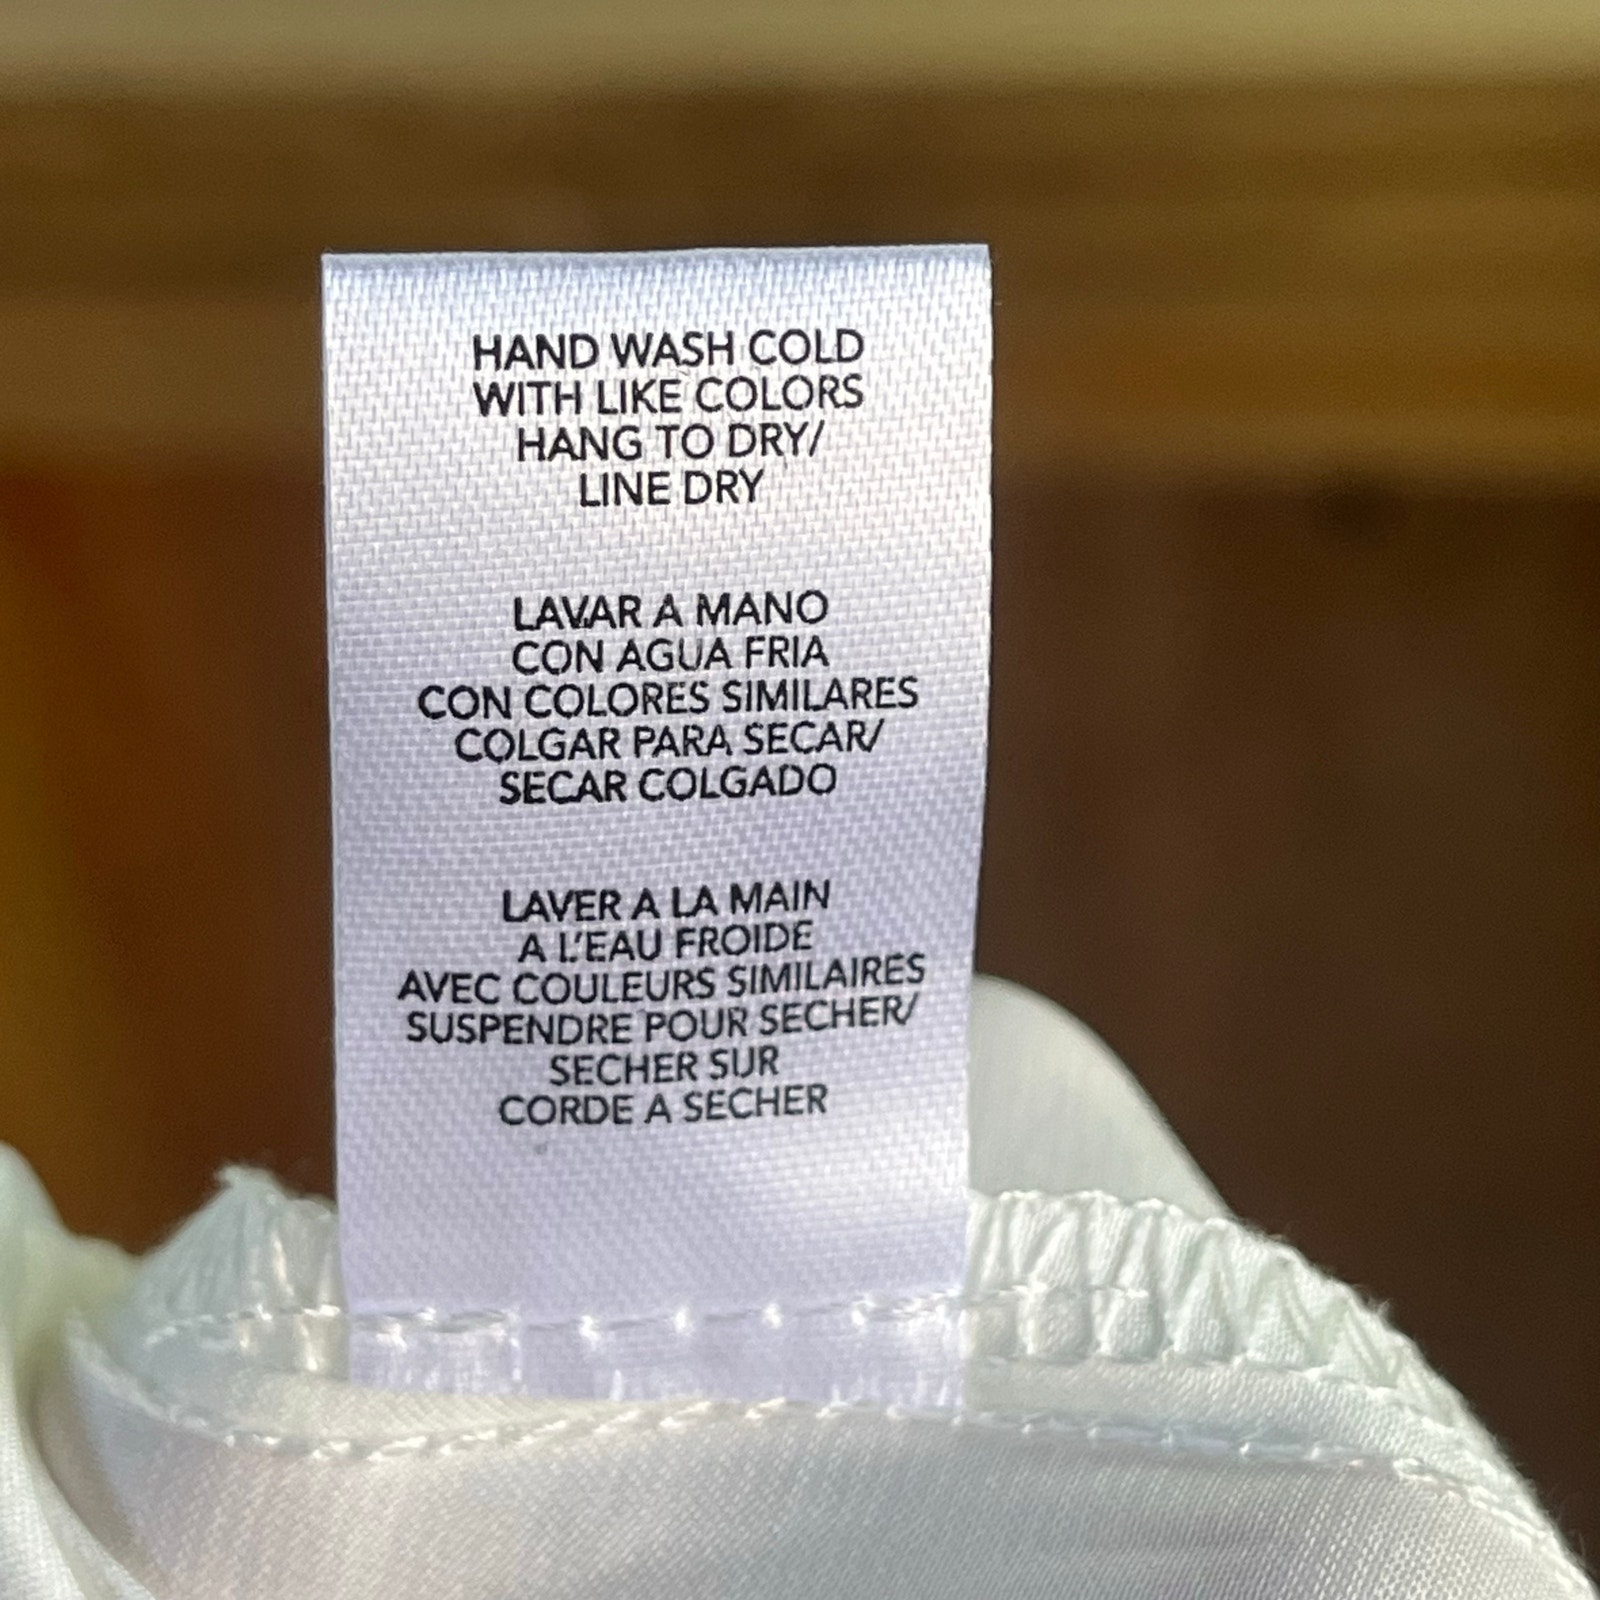 HAND WASH COLD
WITH LIKE COLORS
HANG TO DRY/
LINE DRY
LAVAR A MANO
CON AGUA FRIA
CON COLORES SIMILARES
COLGAR PARA SECAR/
SECAR COLGADO
LAVER A LA MAIN
A L'EAU FROIDE
AVEC COULEURS SIMILAIRES
SUSPENDRE POUR SECHER/
SECHER SUR
CORDE A SECHER